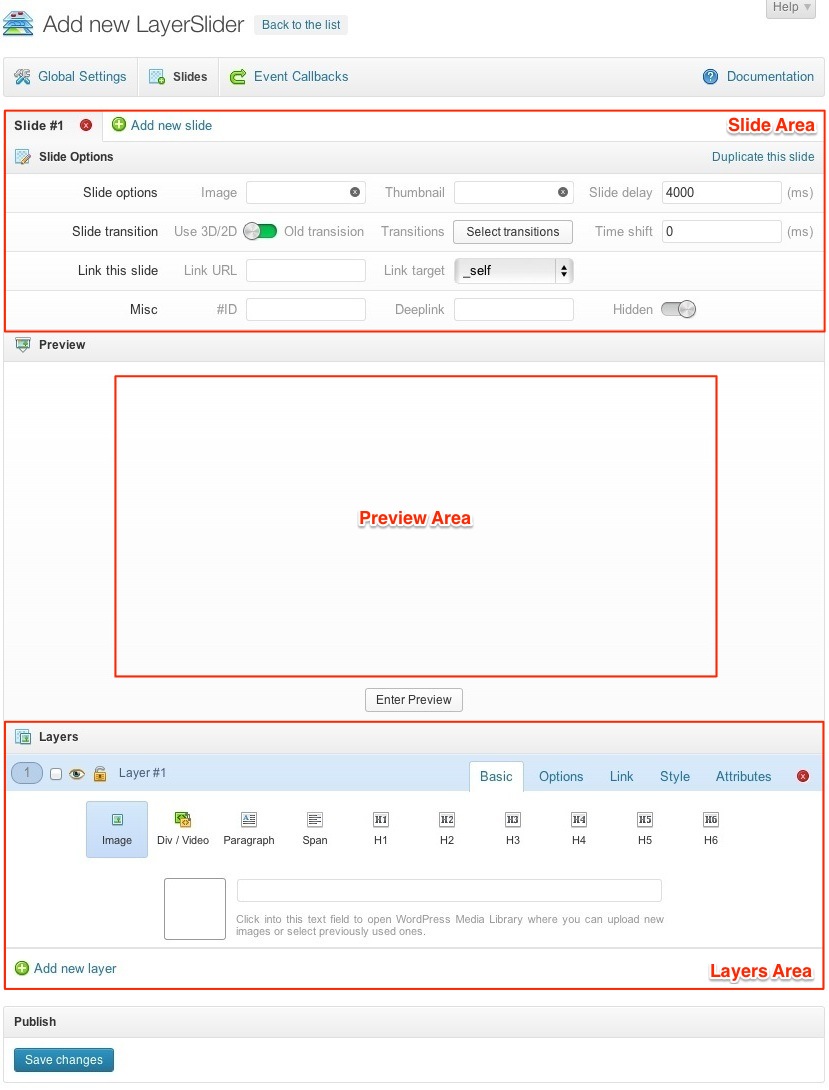 Help
Add new LayerSlider Back to the list
Global Settings Slides Event Callbacks Documentation
Slide #1 Add new slide Slide Area
Slide Options Duplicate this slide
Slide options Image Thumbnail Slide delay 4000 (ms)
Slide transition Use 3D/2D Old transision Transitions Select transitions Time shift 0 (ms)
Link this slide Link URL Link target _self
Misc #ID Deeplink Hidden
Preview
Preview Area
Enter Preview
Layers
1 Layer #1 Basic Options Link Style Attributes
H1 H2 H3 H4 H5 H6
Image Div / Video Paragraph Span H1 H2 H3 H4 H5 H6
Click into this text field to open WordPress Media Library where you can upload new
images or select previously used ones.
Add new layer Layers Area
Publish
Save changes